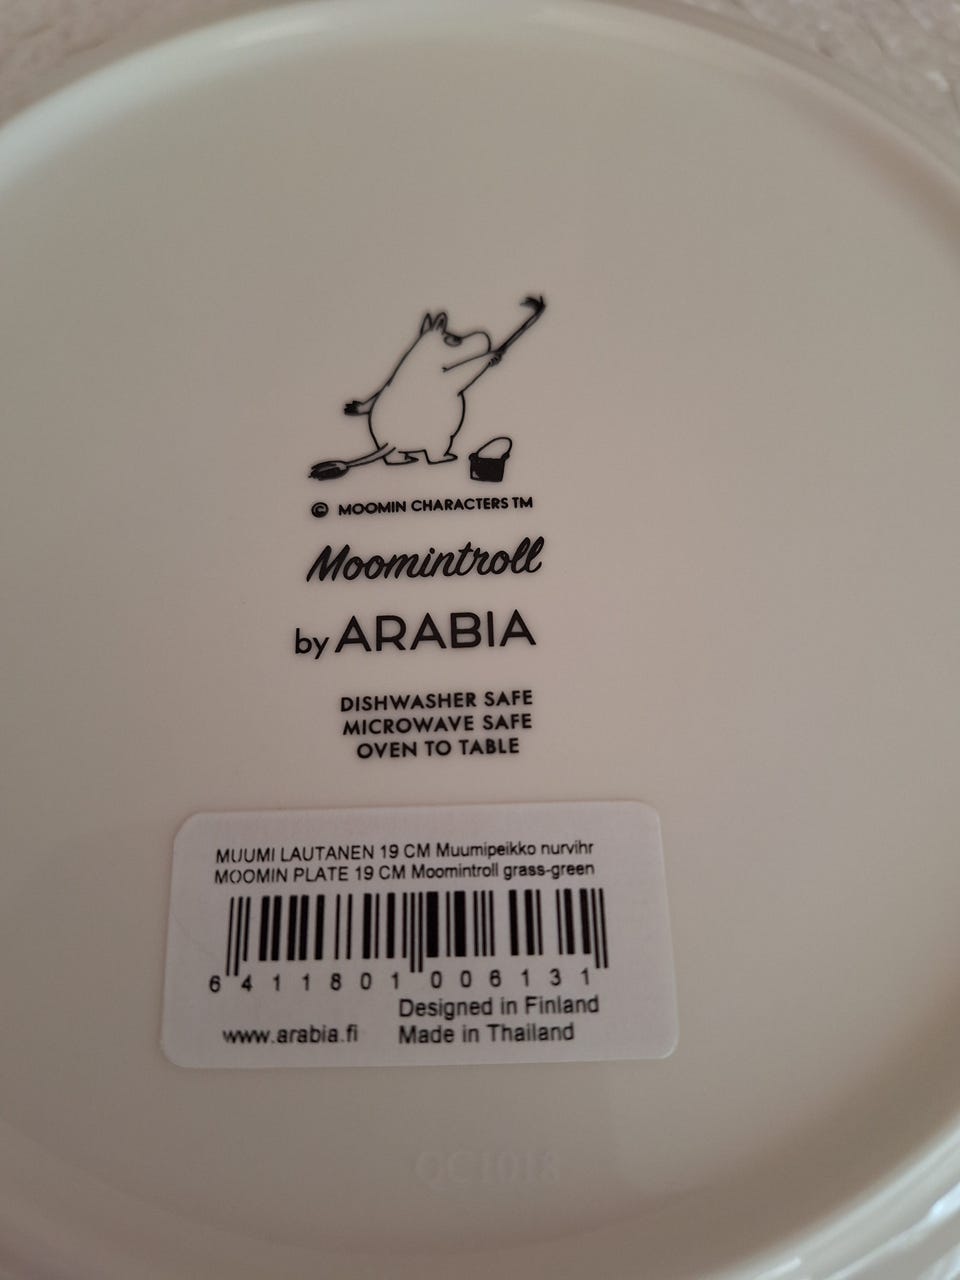 © MOOMIN CHARACTERS TM
Moomintroll
by ARABIA
DISHWASHER SAFE
MICROWAVE SAFE
OVEN TO TABLE
MUUMI LAUTANEN 19 CM Muumipeikko nurvihr
MOOMIN PLATE 19 CM Moomintroll grass-green
6 411801 006131
Designed in Finland
www.arabia.fi Made in Thailand